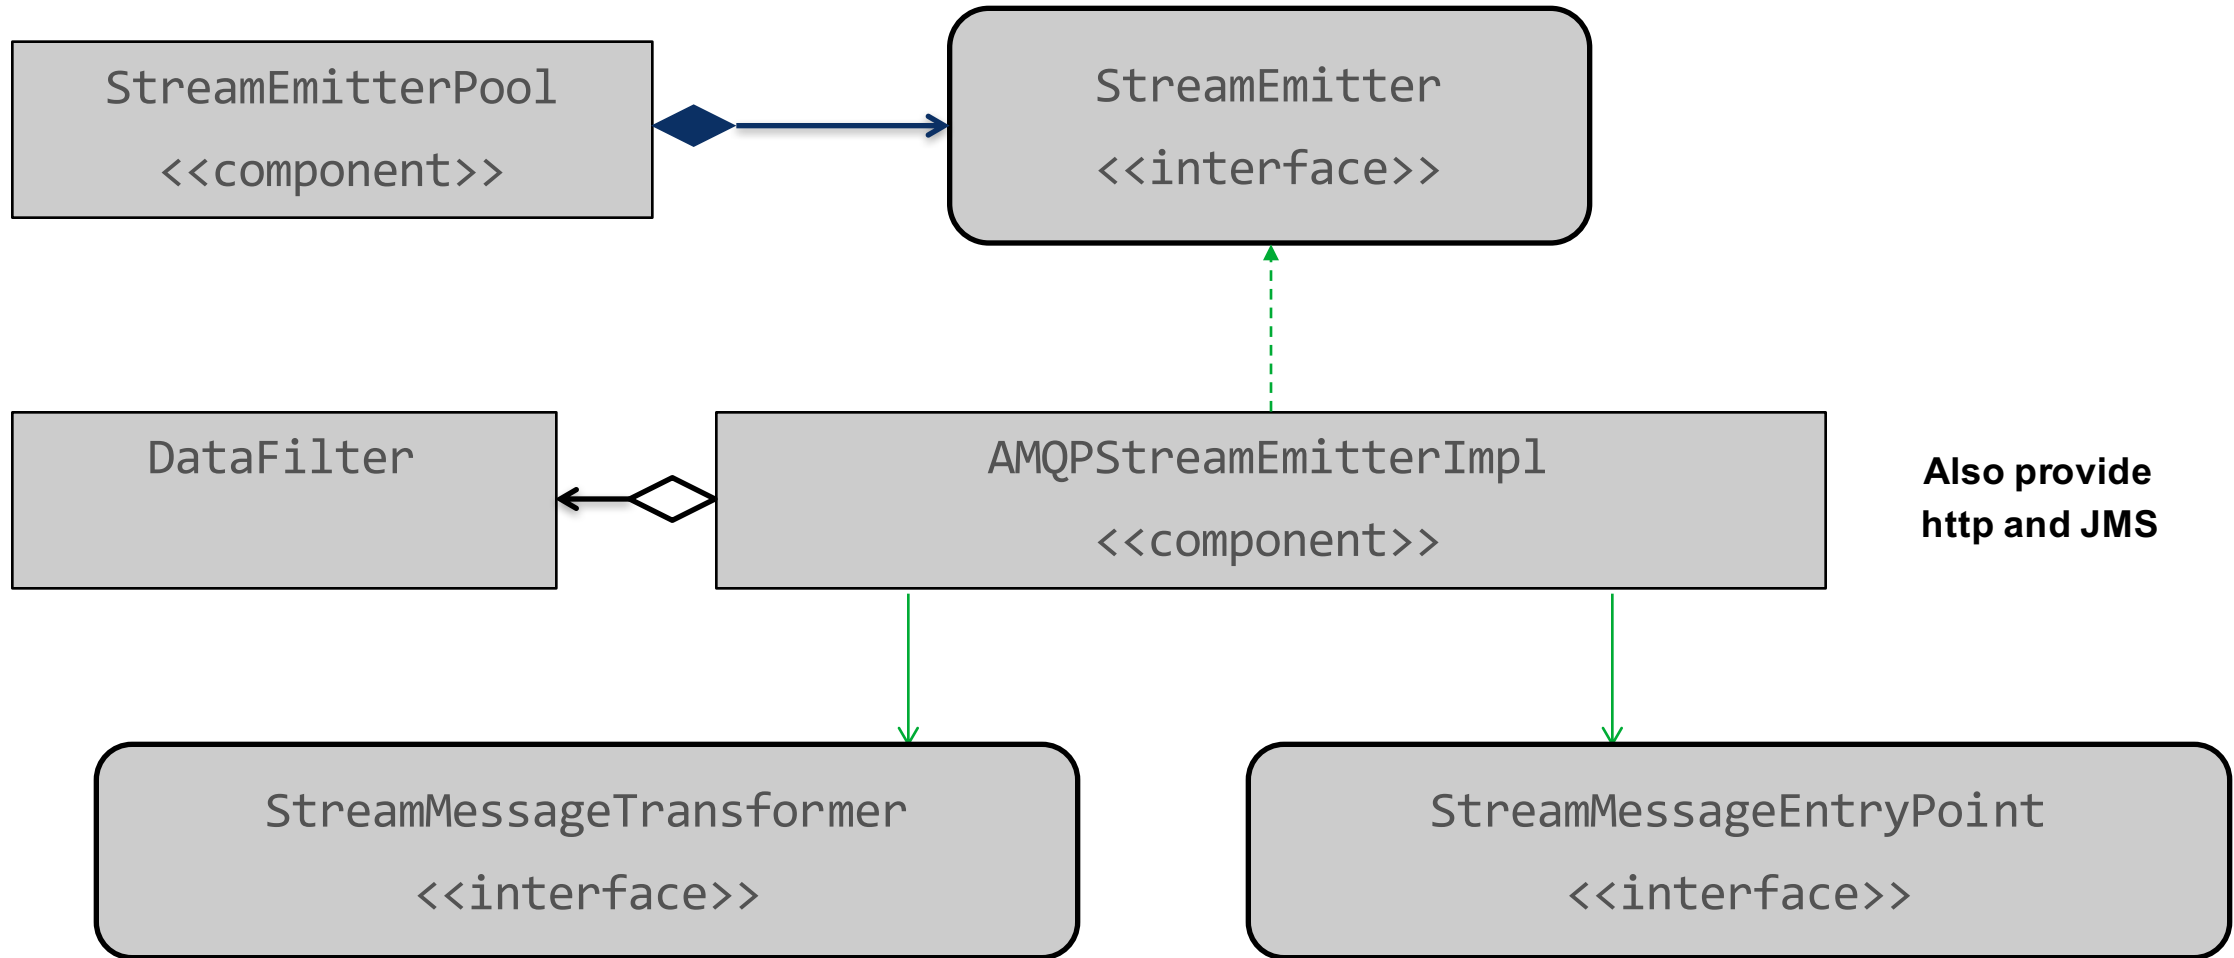 StreamEmitterPool
<<component>>
StreamEmitter
<<interface>>
DataFilter
AMQPStreamEmitterImpl
<<component>>
Also provide
http and JMS
StreamMessageTransformer
<<interface>>
StreamMessageEntryPoint
<<interface>>